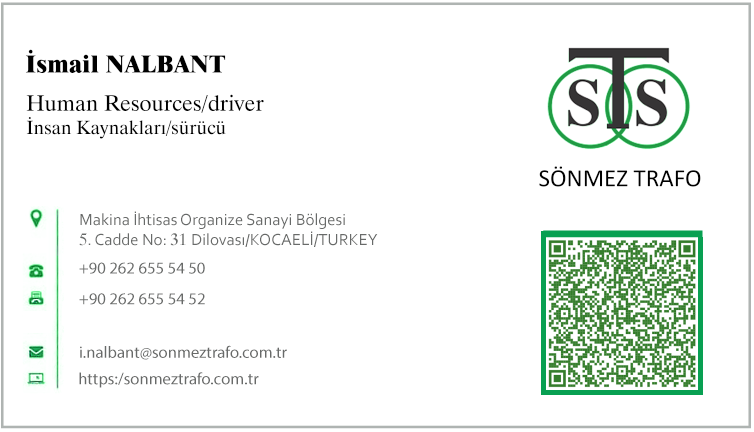 İsmail NALBANT
Human Resources/driver
İnsan Kaynakları/sürücü
STS
SÖNMEZ TRAFO
Makina İhtisas Organize Sanayi Bölgesi
5. Cadde No: 31 Dilovası/KOCAELİ/TURKEY
+90 262 655 54 50
+90 262 655 54 52
i.nalbant@sonmeztrafo.com.tr
https:/sonmeztrafo.com.tr